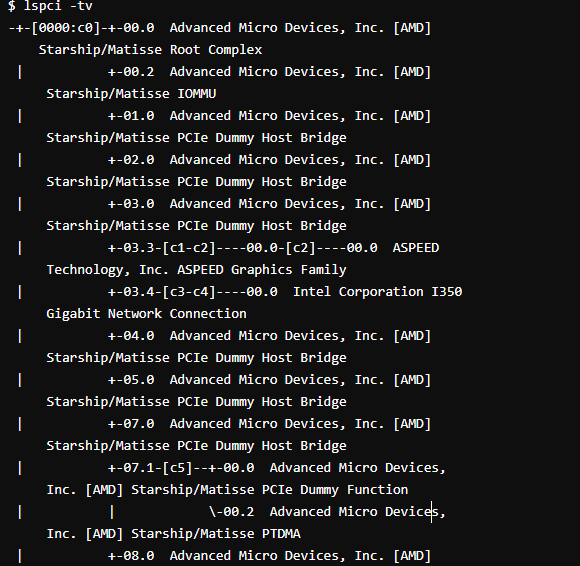 $ lspci -tv
-+-[0000:c0]-+-00.0  Advanced Micro Devices, Inc. [AMD]
    Starship/Matisse Root Complex
 |           +-00.2  Advanced Micro Devices, Inc. [AMD]
     Starship/Matisse IOMMU
 |           +-01.0  Advanced Micro Devices, Inc. [AMD]
     Starship/Matisse PCIe Dummy Host Bridge
 |           +-02.0  Advanced Micro Devices, Inc. [AMD]
     Starship/Matisse PCIe Dummy Host Bridge
 |           +-03.0  Advanced Micro Devices, Inc. [AMD]
     Starship/Matisse PCIe Dummy Host Bridge
 |           +-03.3-[c1-c2]----00.0-[c2]----00.0  ASPEED
     Technology, Inc. ASPEED Graphics Family
 |           +-03.4-[c3-c4]----00.0  Intel Corporation I350
     Gigabit Network Connection
 |           +-04.0  Advanced Micro Devices, Inc. [AMD]
     Starship/Matisse PCIe Dummy Host Bridge
 |           +-05.0  Advanced Micro Devices, Inc. [AMD]
     Starship/Matisse PCIe Dummy Host Bridge
 |           +-07.0  Advanced Micro Devices, Inc. [AMD]
     Starship/Matisse PCIe Dummy Host Bridge
 |           +-07.1-[c5]--+-00.0  Advanced Micro Devices,
     Inc. [AMD] Starship/Matisse PCIe Dummy Function
 |           |            \-00.2  Advanced Micro Devices,
     Inc. [AMD] Starship/Matisse PTDMA
 |           +-08.0  Advanced Micro Devices, Inc. [AMD]